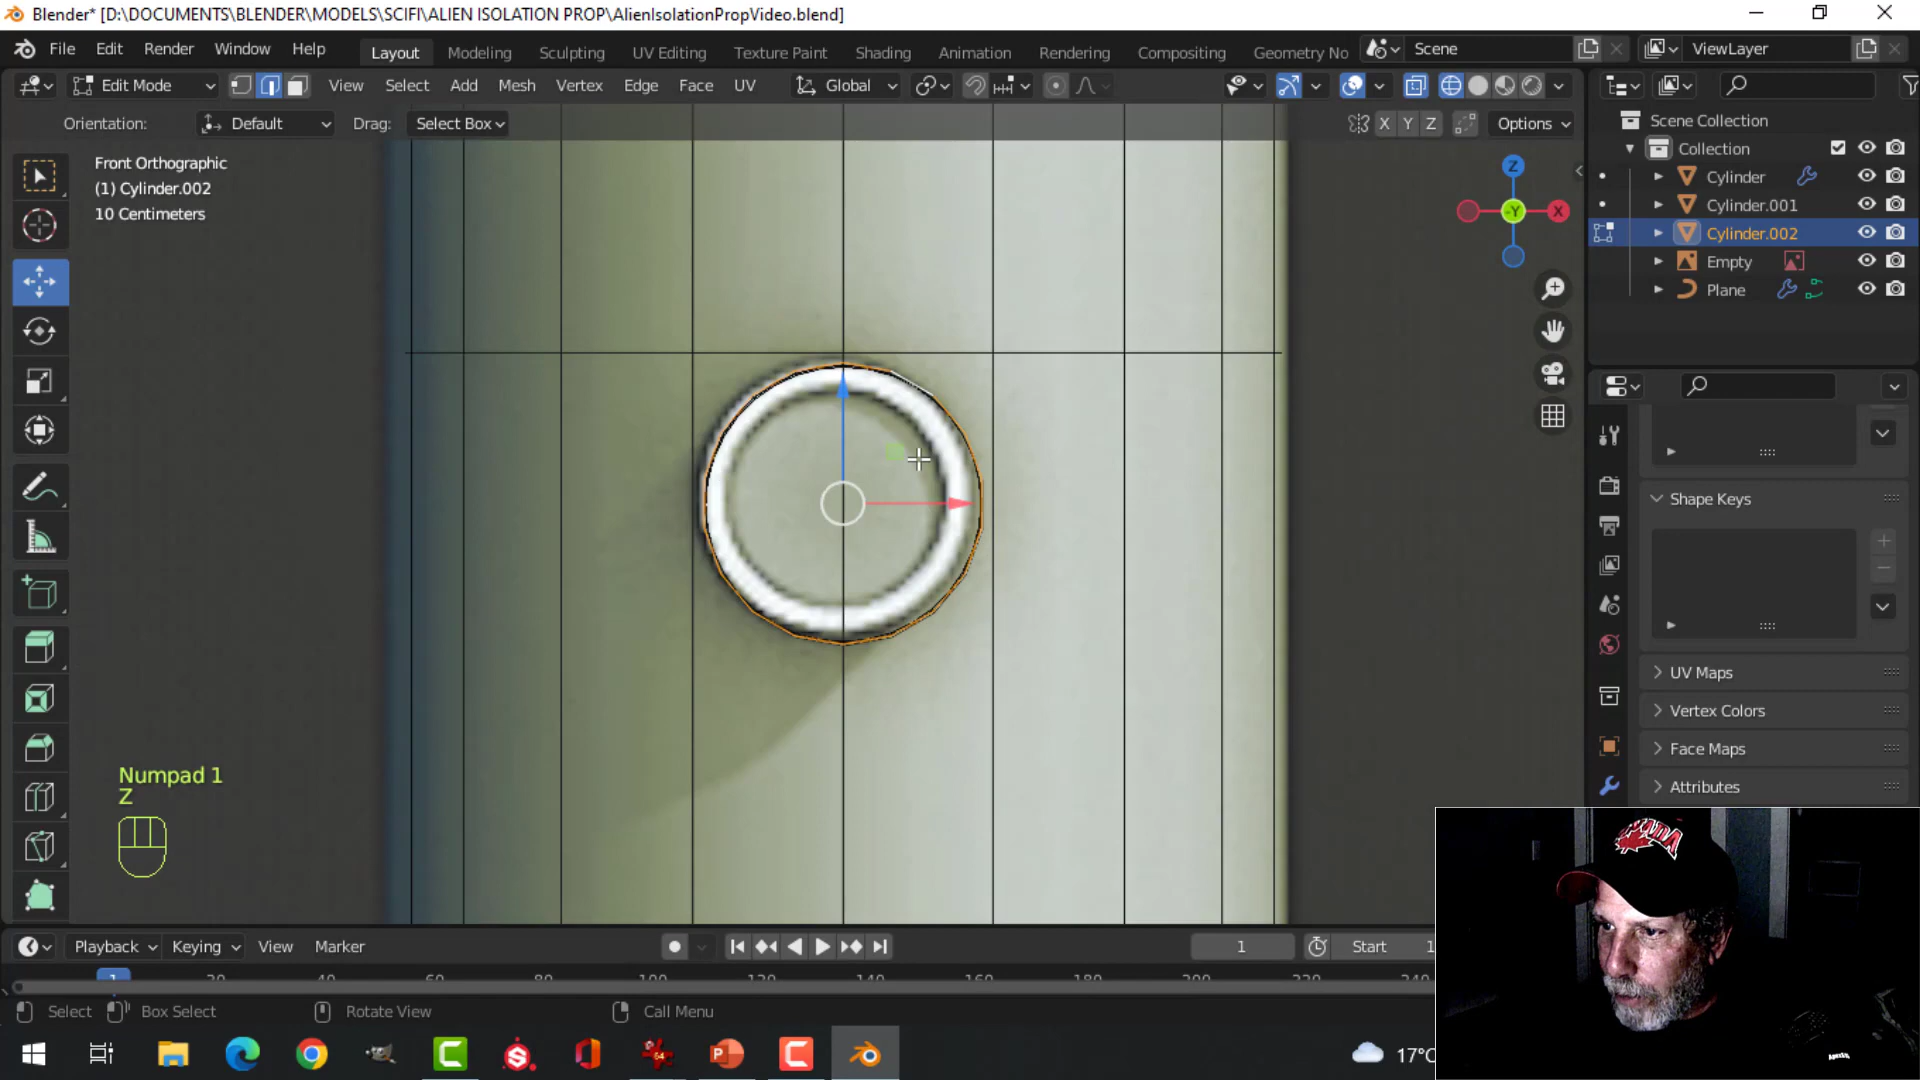 Blender* [D:\DOCUMENTS\BLENDER\MODELS\SCIFI\ALIEN ISOLATION PROP\AlienIsolationPropVideo.blend]
File Edit Render Window Help Layout Modeling Sculpting UV Editing Texture Paint Shading Animation Rendering Compositing Geometry No Scene ViewLayer
Edit Mode View Select Add Mesh Vertex Edge Face UV Global
Orientation: Default Drag: Select Box X Y Z Options
Front Orthographic
(1) Cylinder.002
10 Centimeters
Z
Y
X
Scene Collection
Collection
Cylinder
Cylinder.001
Cylinder.002
Empty
Plane
Shape Keys
UV Maps
Vertex Colors
Face Maps
Attributes
Numpad 1
Z
Playback Keying View Marker 1 Start 1
1 20 40 60 80 100 120 140 160 180 200 220 240
Select Box Select Rotate View Call Menu
17°C